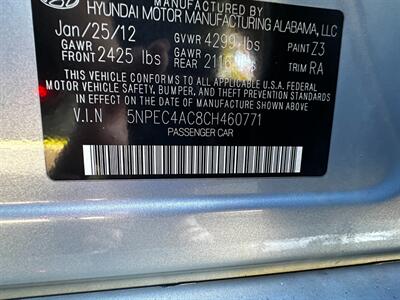 MANUFACTURED BY
HYUNDAI MOTOR MANUFACTURING ALABAMA, LLC
Jan/25/12 GVWR 4299 lbs PAINT Z3
GAWR FRONT 2425 lbs GAWR REAR TRIM RA
THIS VEHICLE CONFORMS TO ALL APPLICABLE U.S.A. FEDERAL
MOTOR VEHICLE SAFETY, BUMPER, AND THEFT PREVENTION STANDARDS
IN EFFECT ON THE DATE OF MANUFACTURE SHOWN ABOVE.
V.I.N 5NPEC4AC8CH460771
PASSENGER CAR